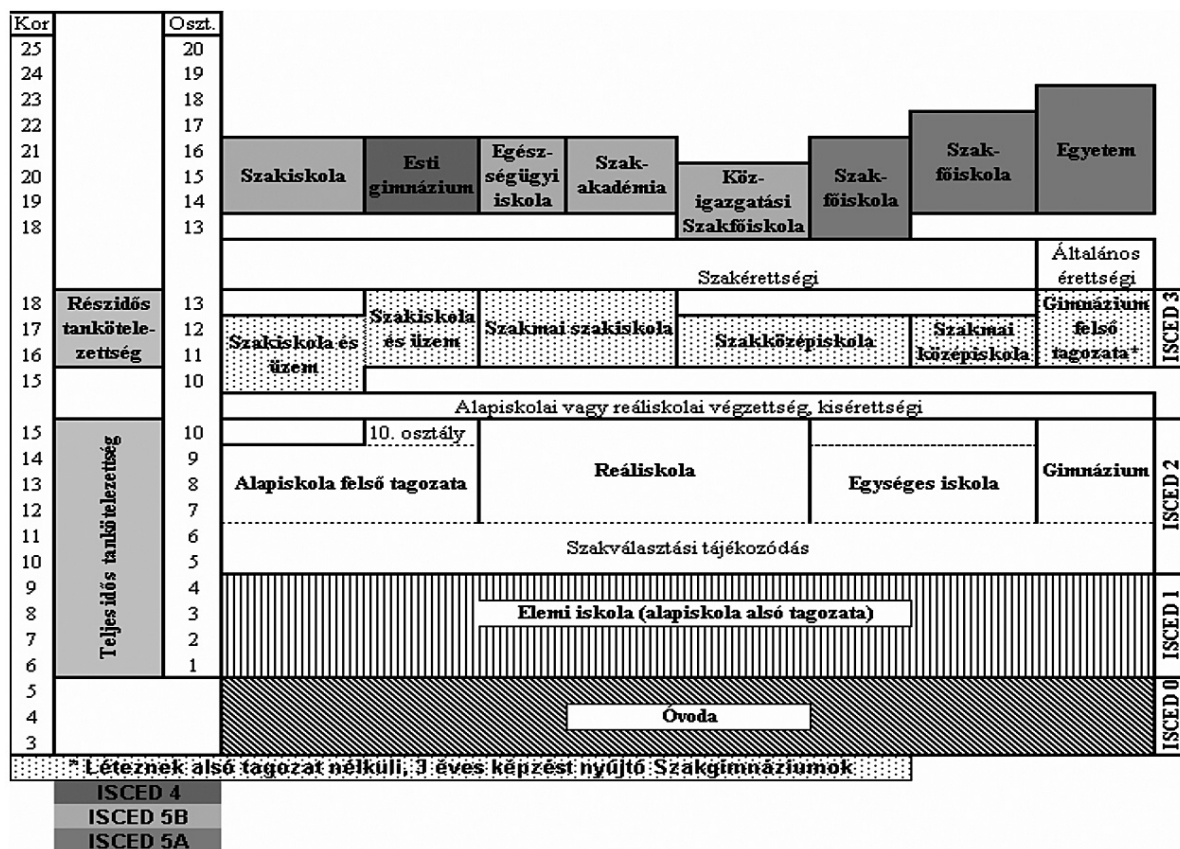 Kor Oszt.
25 20
24 19
23 18
22 17
21 16
20 15
19 14
18 13
Szakiskola
Esti
gimnázium
Egész-
ségügyi
iskola
Szak-
akadémia
Köz-
igazgatási
Szakfőiskola
Szak-
főiskola
Szak-
főiskola
Egyetem
Szakérettségi
Általános
érettségi
18 13
17 12
16 11
15 10
Részidős
tankötele-
zettség
Szakiskola és
üzem
Szakiskola
és üzem
Szakmai szakiskola
Szakközépiskola
Szakmai
középiskola
Gimnázium
felső
tagozata*
ISCED 3
Alapiskolai vagy reáliskolai végzettség, kisérettségi
15 10
14 9
13 8
12 7
11 6
10 5
9 4
8 3
7 2
6 1
Teljesidős tankötelezettség
10. osztály
Alapiskola felső tagozata
Reáliskola
Egységes iskola
Gimnázium
Szakválasztási tájékozódás
ISCED 2
Elemi iskola (alapiskola alsó tagozata)
ISCED 1
5
4
3
Óvoda
ISCED 0
* Léteznek alsó tagozat nélküli, 3 éves képzést nyújtó Szakgimnáziumok
ISCED 4
ISCED 5B
ISCED 5A